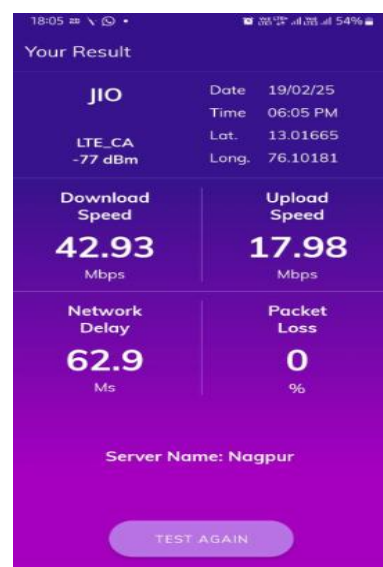 18:05
54%
Your Result
JIO
LTE_CA
-77 dBm
Date 19/02/25
Time 06:05 PM
Lat. 13.01665
Long. 76.10181
Download
Speed
42.93
Mbps
Upload
Speed
17.98
Mbps
Network
Delay
62.9
Ms
Packet
Loss
0
%
Server Name: Nagpur
TEST AGAIN